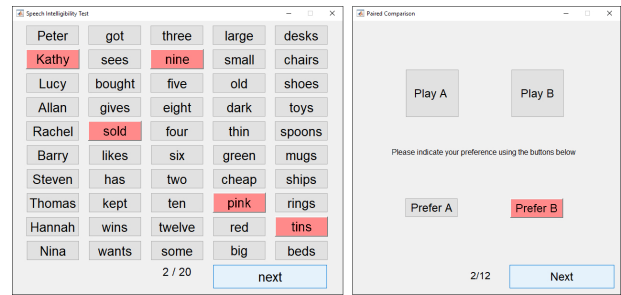 Speech Intelligibility Test
Peter got three large desks
Kathy sees nine small chairs
Lucy bought five old shoes
Allan gives eight dark toys
Rachel sold four thin spoons
Barry likes six green mugs
Steven has two cheap ships
Thomas kept ten pink rings
Hannah wins twelve red tins
Nina wants some big beds
2 / 20
next
Paired Comparison
Play A Play B
Please indicate your preference using the buttons below
Prefer A Prefer B
2/12 Next